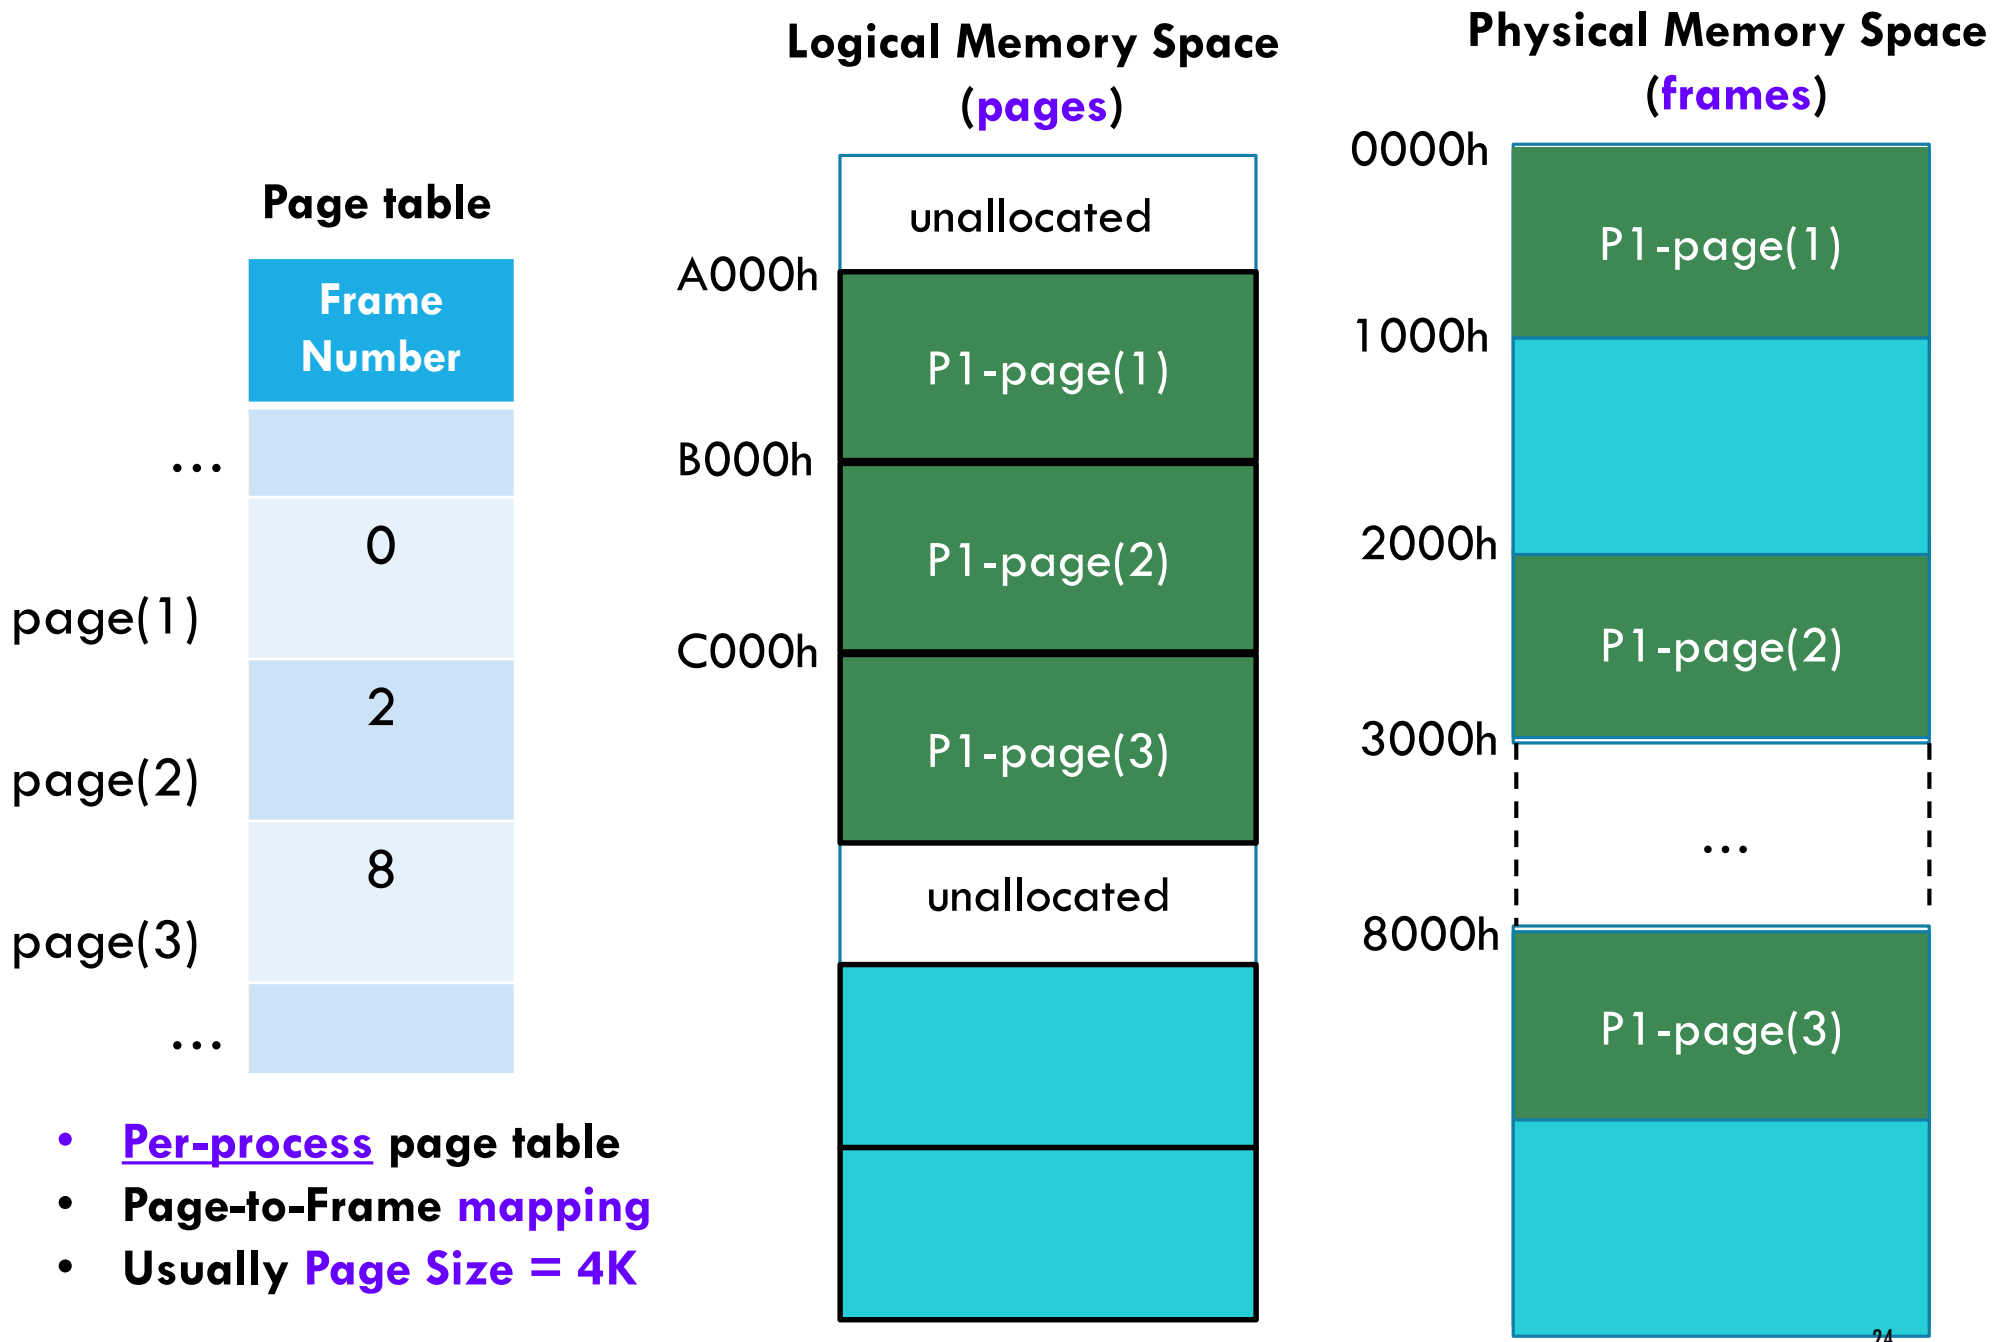 Page table
Frame
Number
...
0
page(1)
2
page(2)
8
page(3)
...
• Per-process page table
• Page-to-Frame mapping
• Usually Page Size = 4K
Logical Memory Space
(pages)
unallocated
A000h
P1-page(1)
B000h
P1-page(2)
C000h
P1-page(3)
unallocated
Physical Memory Space
(frames)
0000h
P1-page(1)
1000h
2000h
P1-page(2)
3000h
...
8000h
P1-page(3)
24